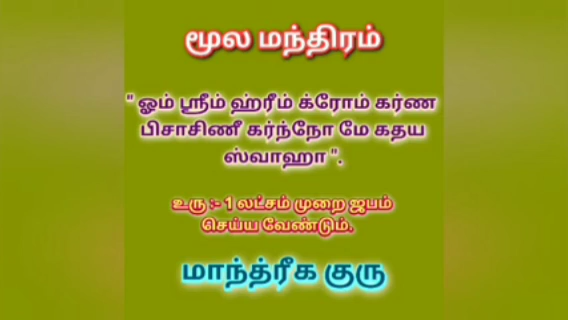 மூல மந்திரம்
" ஓம் ஸ்ரீம் ஹ்ரீம் க்ரோம் கர்ண
பிசாசிணீ கர்ந்நோ மே கதய
ஸ்வாஹா ".
உரு :- 1 லட்சம் முறை ஜபம்
செய்ய வேண்டும்.
மாந்த்ரீக குரு